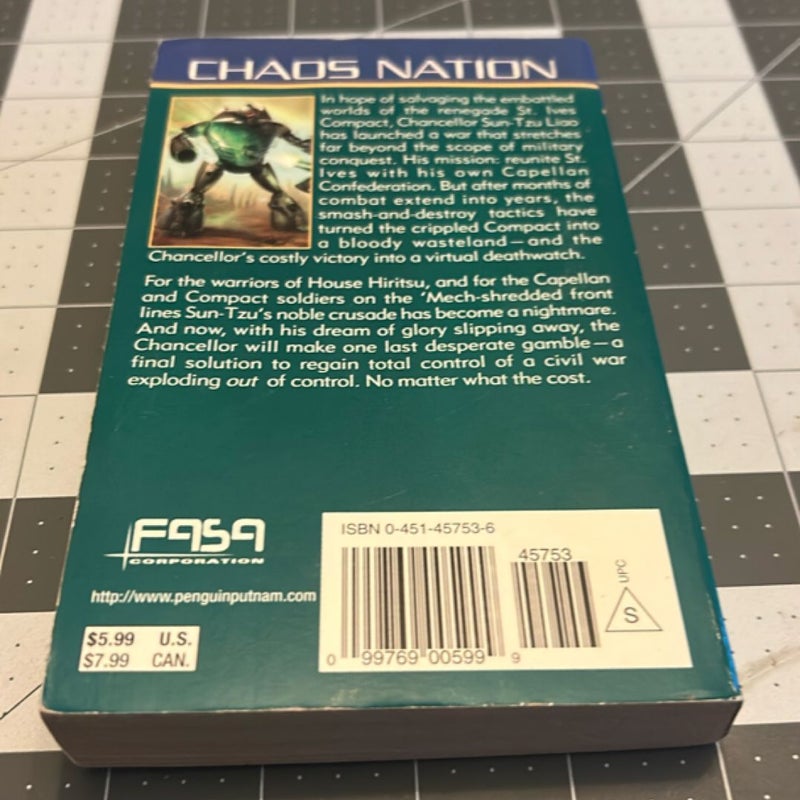 CHAOS NATION
In hope of salvaging the embattled
worlds of the renegade St. Ives
Compact, Chancellor Sun-Tzu Liao
has launched a war that stretches
far beyond the scope of military
conquest. His mission: reunite St.
Ives with his own Capellan
Confederation. But after months of
combat extend into years, the
smash-and-destroy tactics have
turned the crippled Compact into
a bloody wasteland—and the
Chancellor's costly victory into a virtual deathwatch.
For the warriors of House Hiritsu, and for the Capellan
and Compact soldiers on the 'Mech-shredded front
lines Sun-Tzu's noble crusade has become a nightmare.
And now, with his dream of glory slipping away, the
Chancellor will make one last desperate gamble—a
final solution to regain total control of a civil war
exploding out of control. No matter what the cost.
FASA
CORPORATION
http://www.penguinputnam.com
$5.99 U.S.
$7.99 CAN.
ISBN 0-451-45753-6
45753
UPC
S
0 99769 00599 9